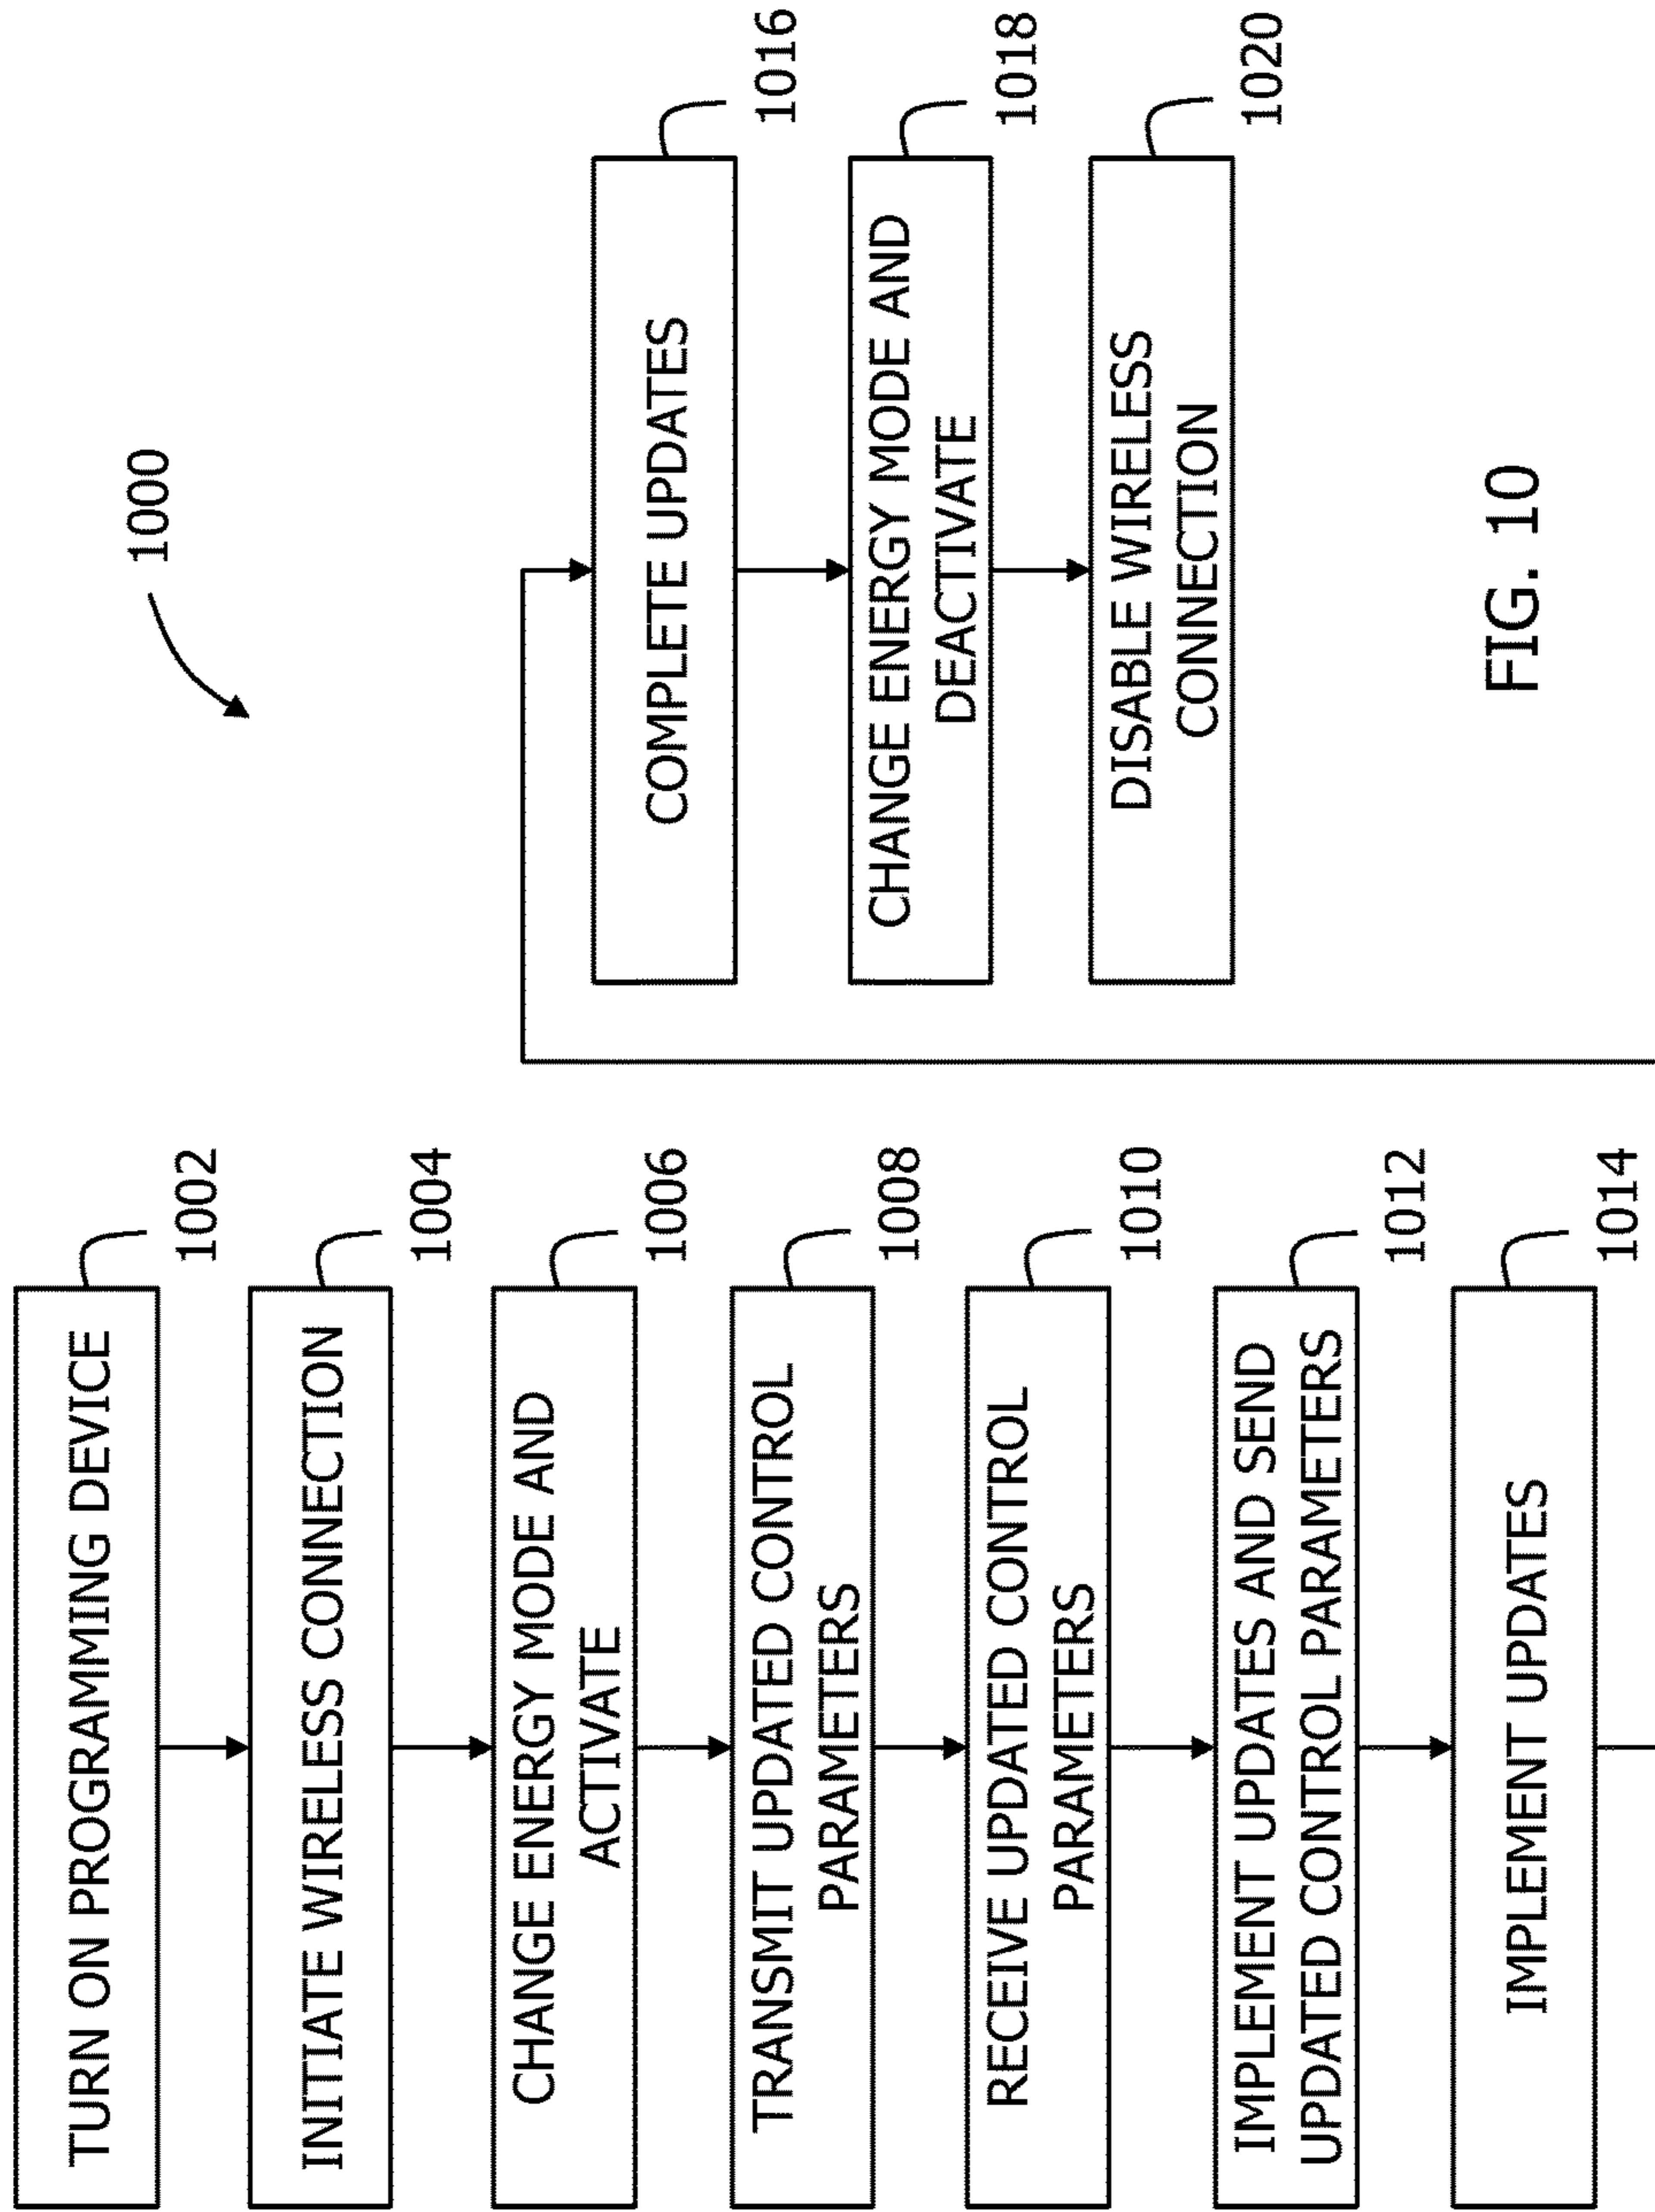 1000
TURN ON PROGRAMMING DEVICE
1002
INITIATE WIRELESS CONNECTION
1004
CHANGE ENERGY MODE AND
ACTIVATE
1006
TRANSMIT UPDATED CONTROL
PARAMETERS
1008
RECEIVE UPDATED CONTROL
PARAMETERS
1010
IMPLEMENT UPDATES AND SEND
UPDATED CONTROL PARAMETERS
1012
IMPLEMENT UPDATES
1014
COMPLETE UPDATES
1016
CHANGE ENERGY MODE AND
DEACTIVATE
1018
DISABLE WIRELESS
CONNECTION
1020
FIG. 10